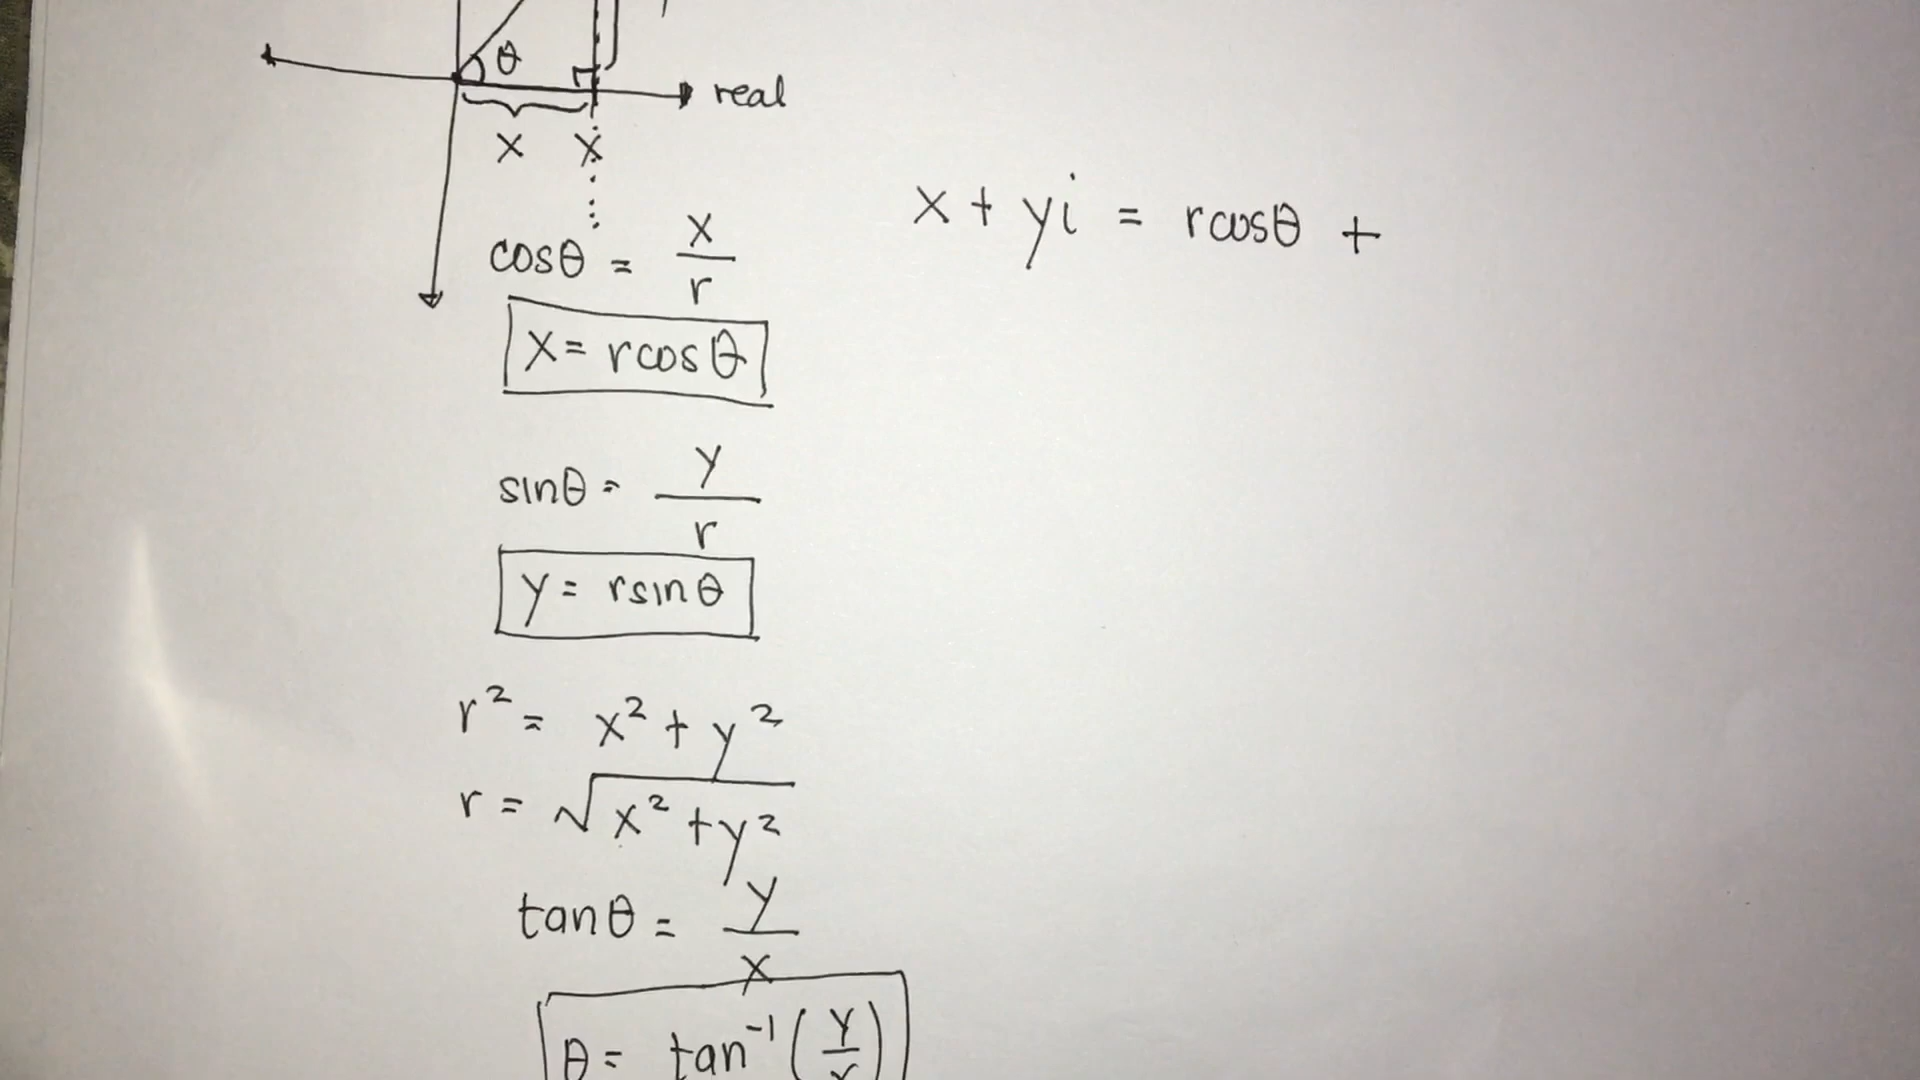 θ
real
x x
cosθ = x/r
x = rcosθ
sinθ = y/r
y = rsinθ
r² = x² + y²
r = √x² + y²
tanθ = y/x
θ = tan⁻¹(y/x)
x + yi = rcosθ +